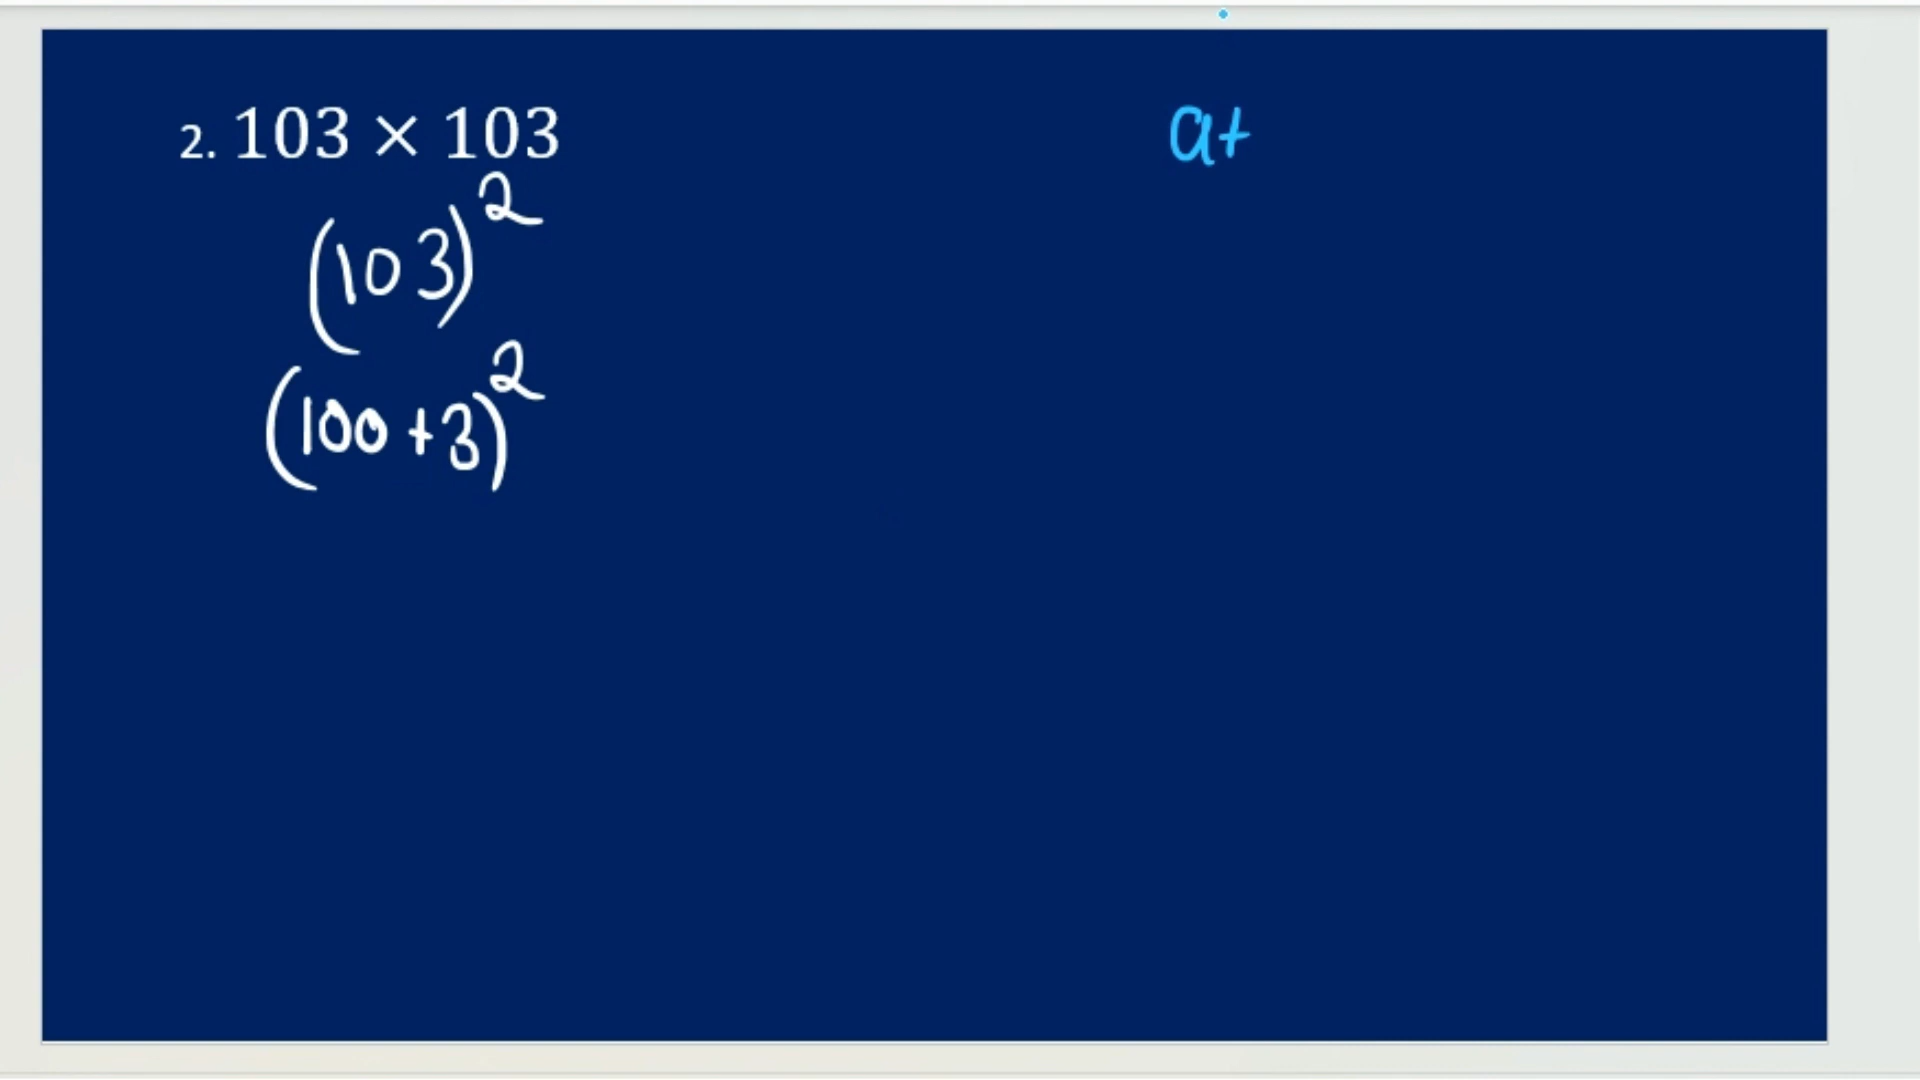 2. 103 × 103
(103)²
(100+3)²
a+